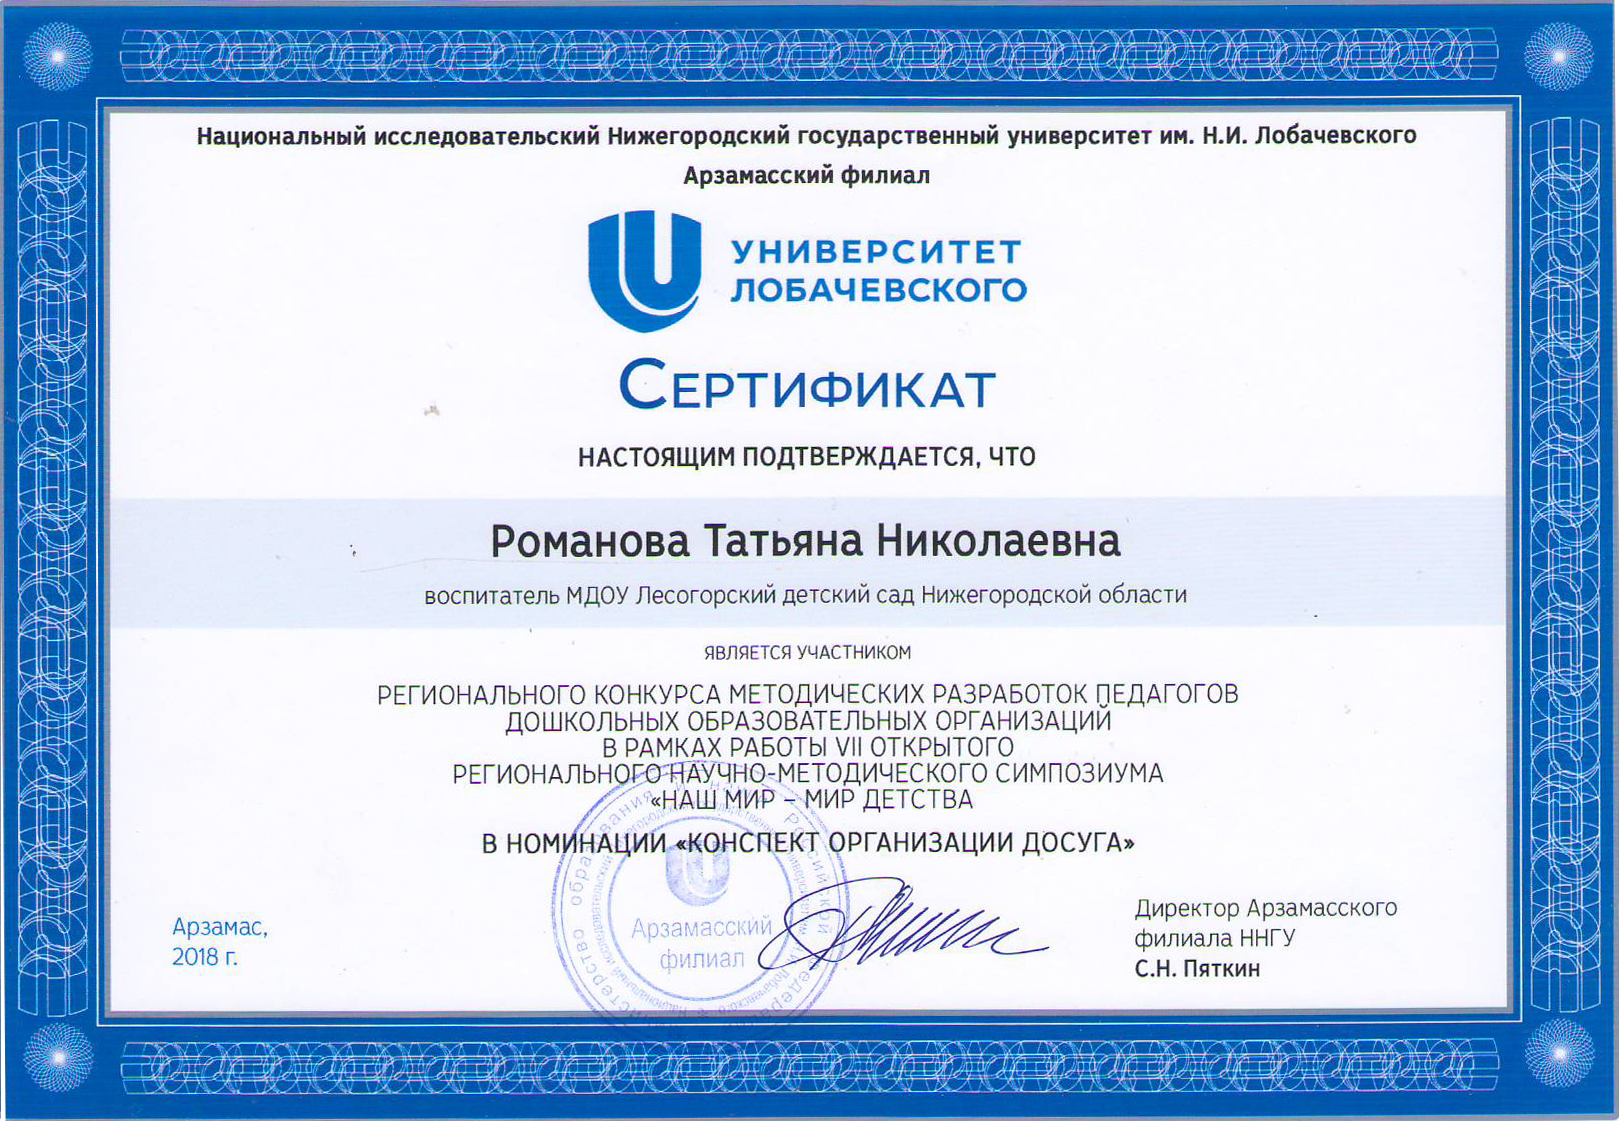 Национальный исследовательский Нижегородский государственный университет им. Н.И. Лобачевского
Арзамасский филиал
УНИВЕРСИТЕТ
ЛОБАЧЕВСКОГО
СЕРТИФИКАТ
НАСТОЯЩИМ ПОДТВЕРЖДАЕТСЯ, ЧТО
Романова Татьяна Николаевна
воспитатель МДОУ Лесогорский детский сад Нижегородской области
ЯВЛЯЕТСЯ УЧАСТНИКОМ
РЕГИОНАЛЬНОГО КОНКУРСА МЕТОДИЧЕСКИХ РАЗРАБОТОК ПЕДАГОГОВ
ДОШКОЛЬНЫХ ОБРАЗОВАТЕЛЬНЫХ ОРГАНИЗАЦИЙ
В РАМКАХ РАБОТЫ VII ОТКРЫТОГО
РЕГИОНАЛЬНОГО НАУЧНО-МЕТОДИЧЕСКОГО СИМПОЗИУМА
«НАШ МИР – МИР ДЕТСТВА
В НОМИНАЦИИ «КОНСПЕКТ ОРГАНИЗАЦИИ ДОСУГА»
Арзамас,
2018 г.
Арзамасский
филиал
Директор Арзамасского
филиала ННГУ
С.Н. Пяткин